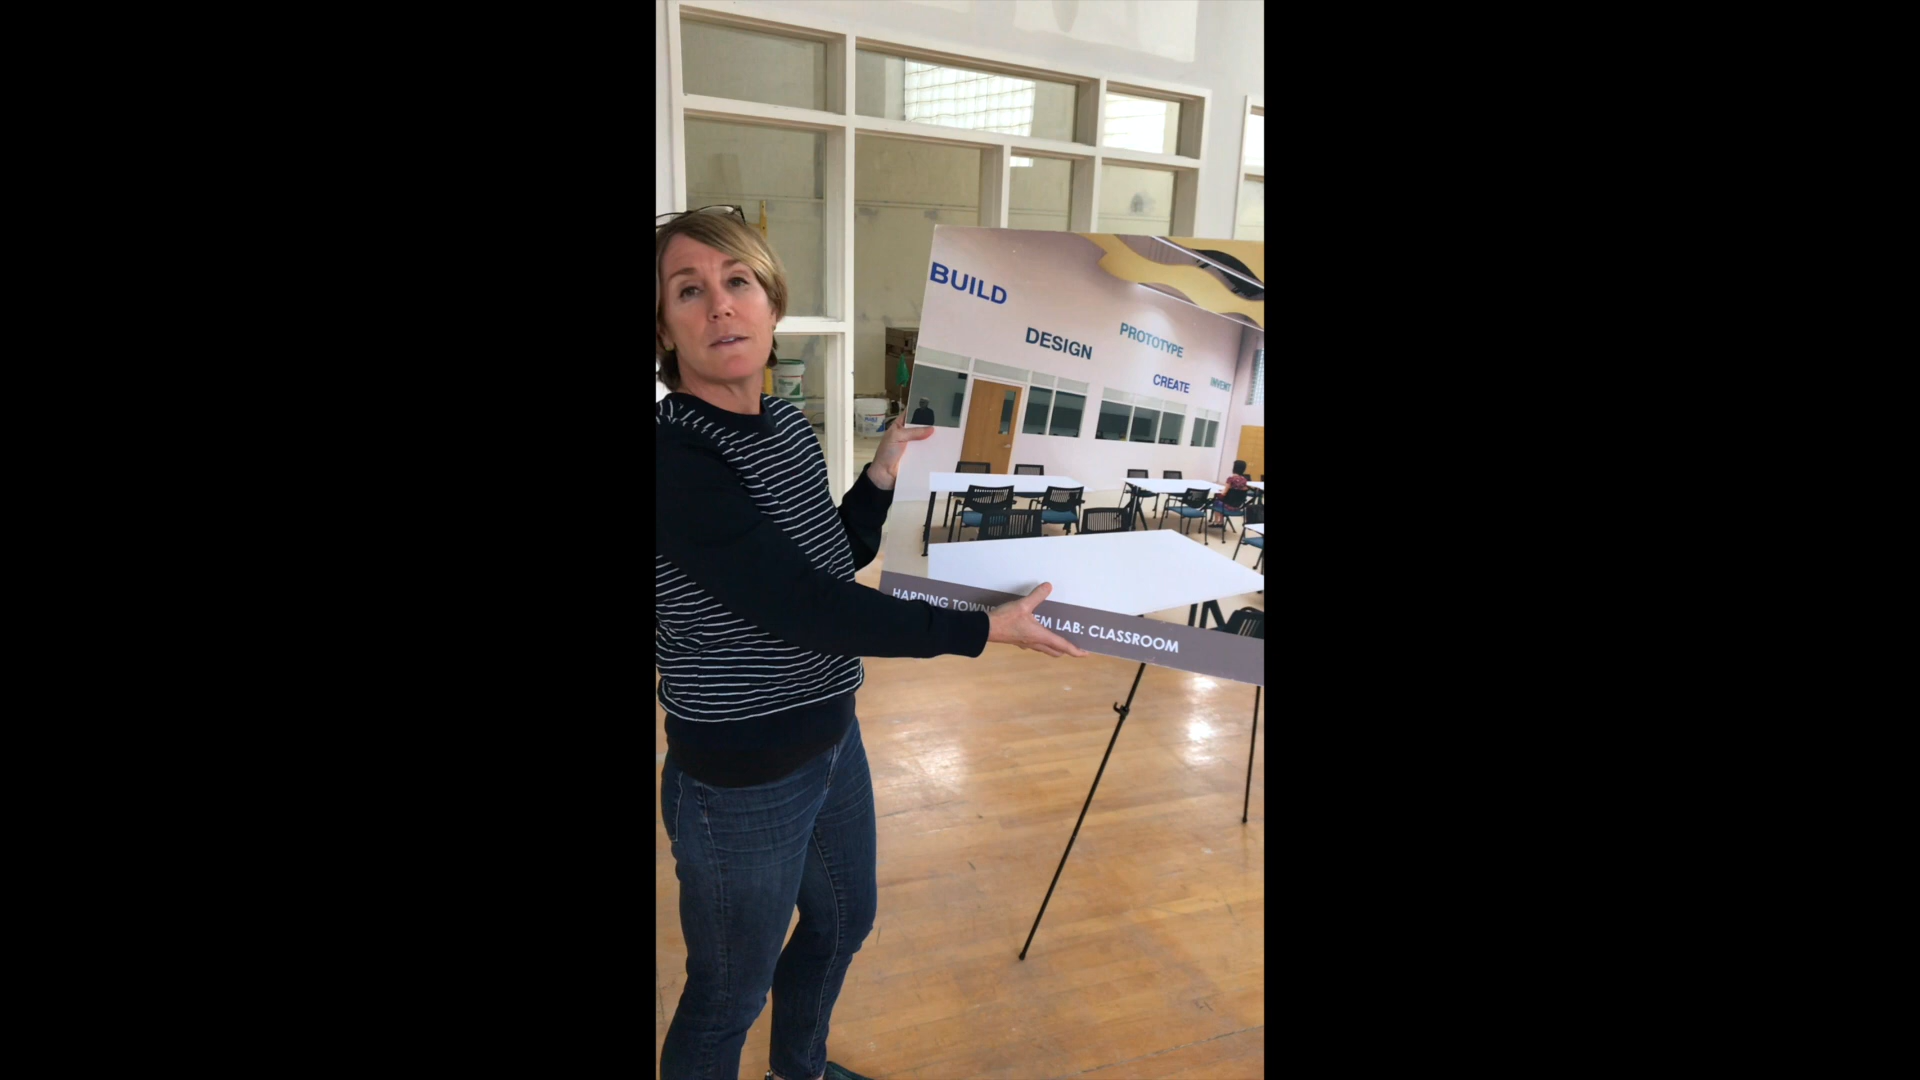 BUILD
DESIGN
PROTOTYPE
CREATE
INVENT
HARDING TOWNS EM LAB: CLASSROOM